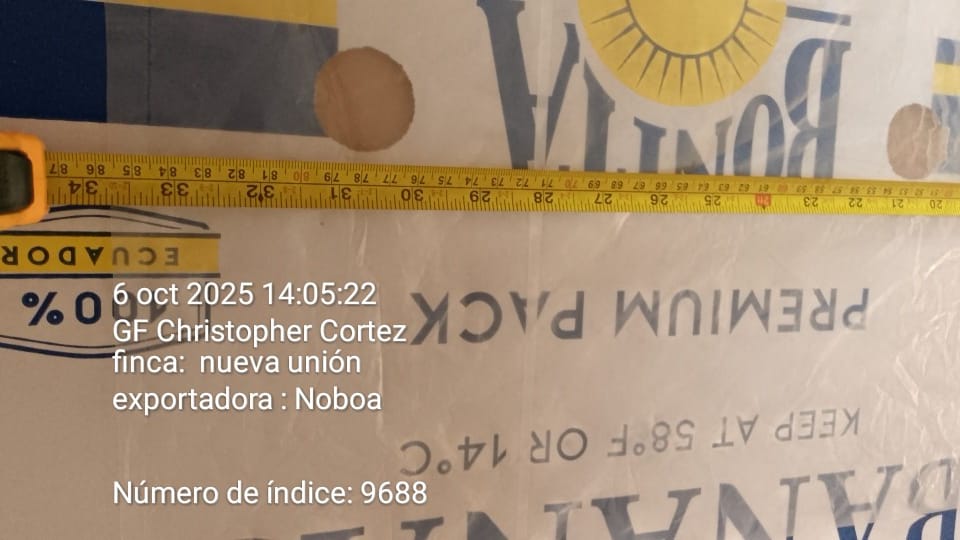 BONITA
87 86 85 84 83 82 81 80 79 78 77 76 75 74 73 72 71 70 69 68 67 66 65 64 63 62 61 60 59 58 57 56 55 54 53 52 51
34 33 32 31 30 29 28 27 26 25 2ft 23 22 21 20
ECUADOR
100%
6 oct 2025 14:05:22
GF Christopher Cortez
finca: nueva unión
exportadora : Noboa
Número de índice: 9688
PREMIUM PACK
KEEP AT 58°F OR 14°C
BANANAS